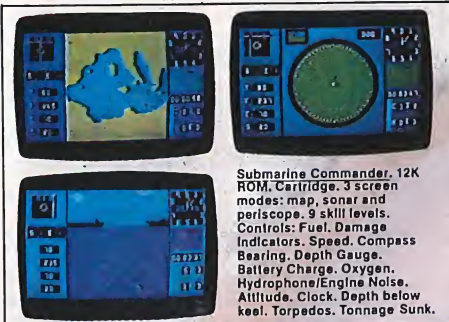 Submarine Commander. 12K
ROM. Cartridge. 3 screen
modes: map, sonar and
periscope. 9 skill levels.
Controls: Fuel. Damage
Indicators. Speed. Compass
Bearing. Depth Gauge.
Battery Charge. Oxygen.
Hydrophone/Engine Noise.
Attitude. Clock. Depth below
keel. Torpedos. Tonnage Sunk.